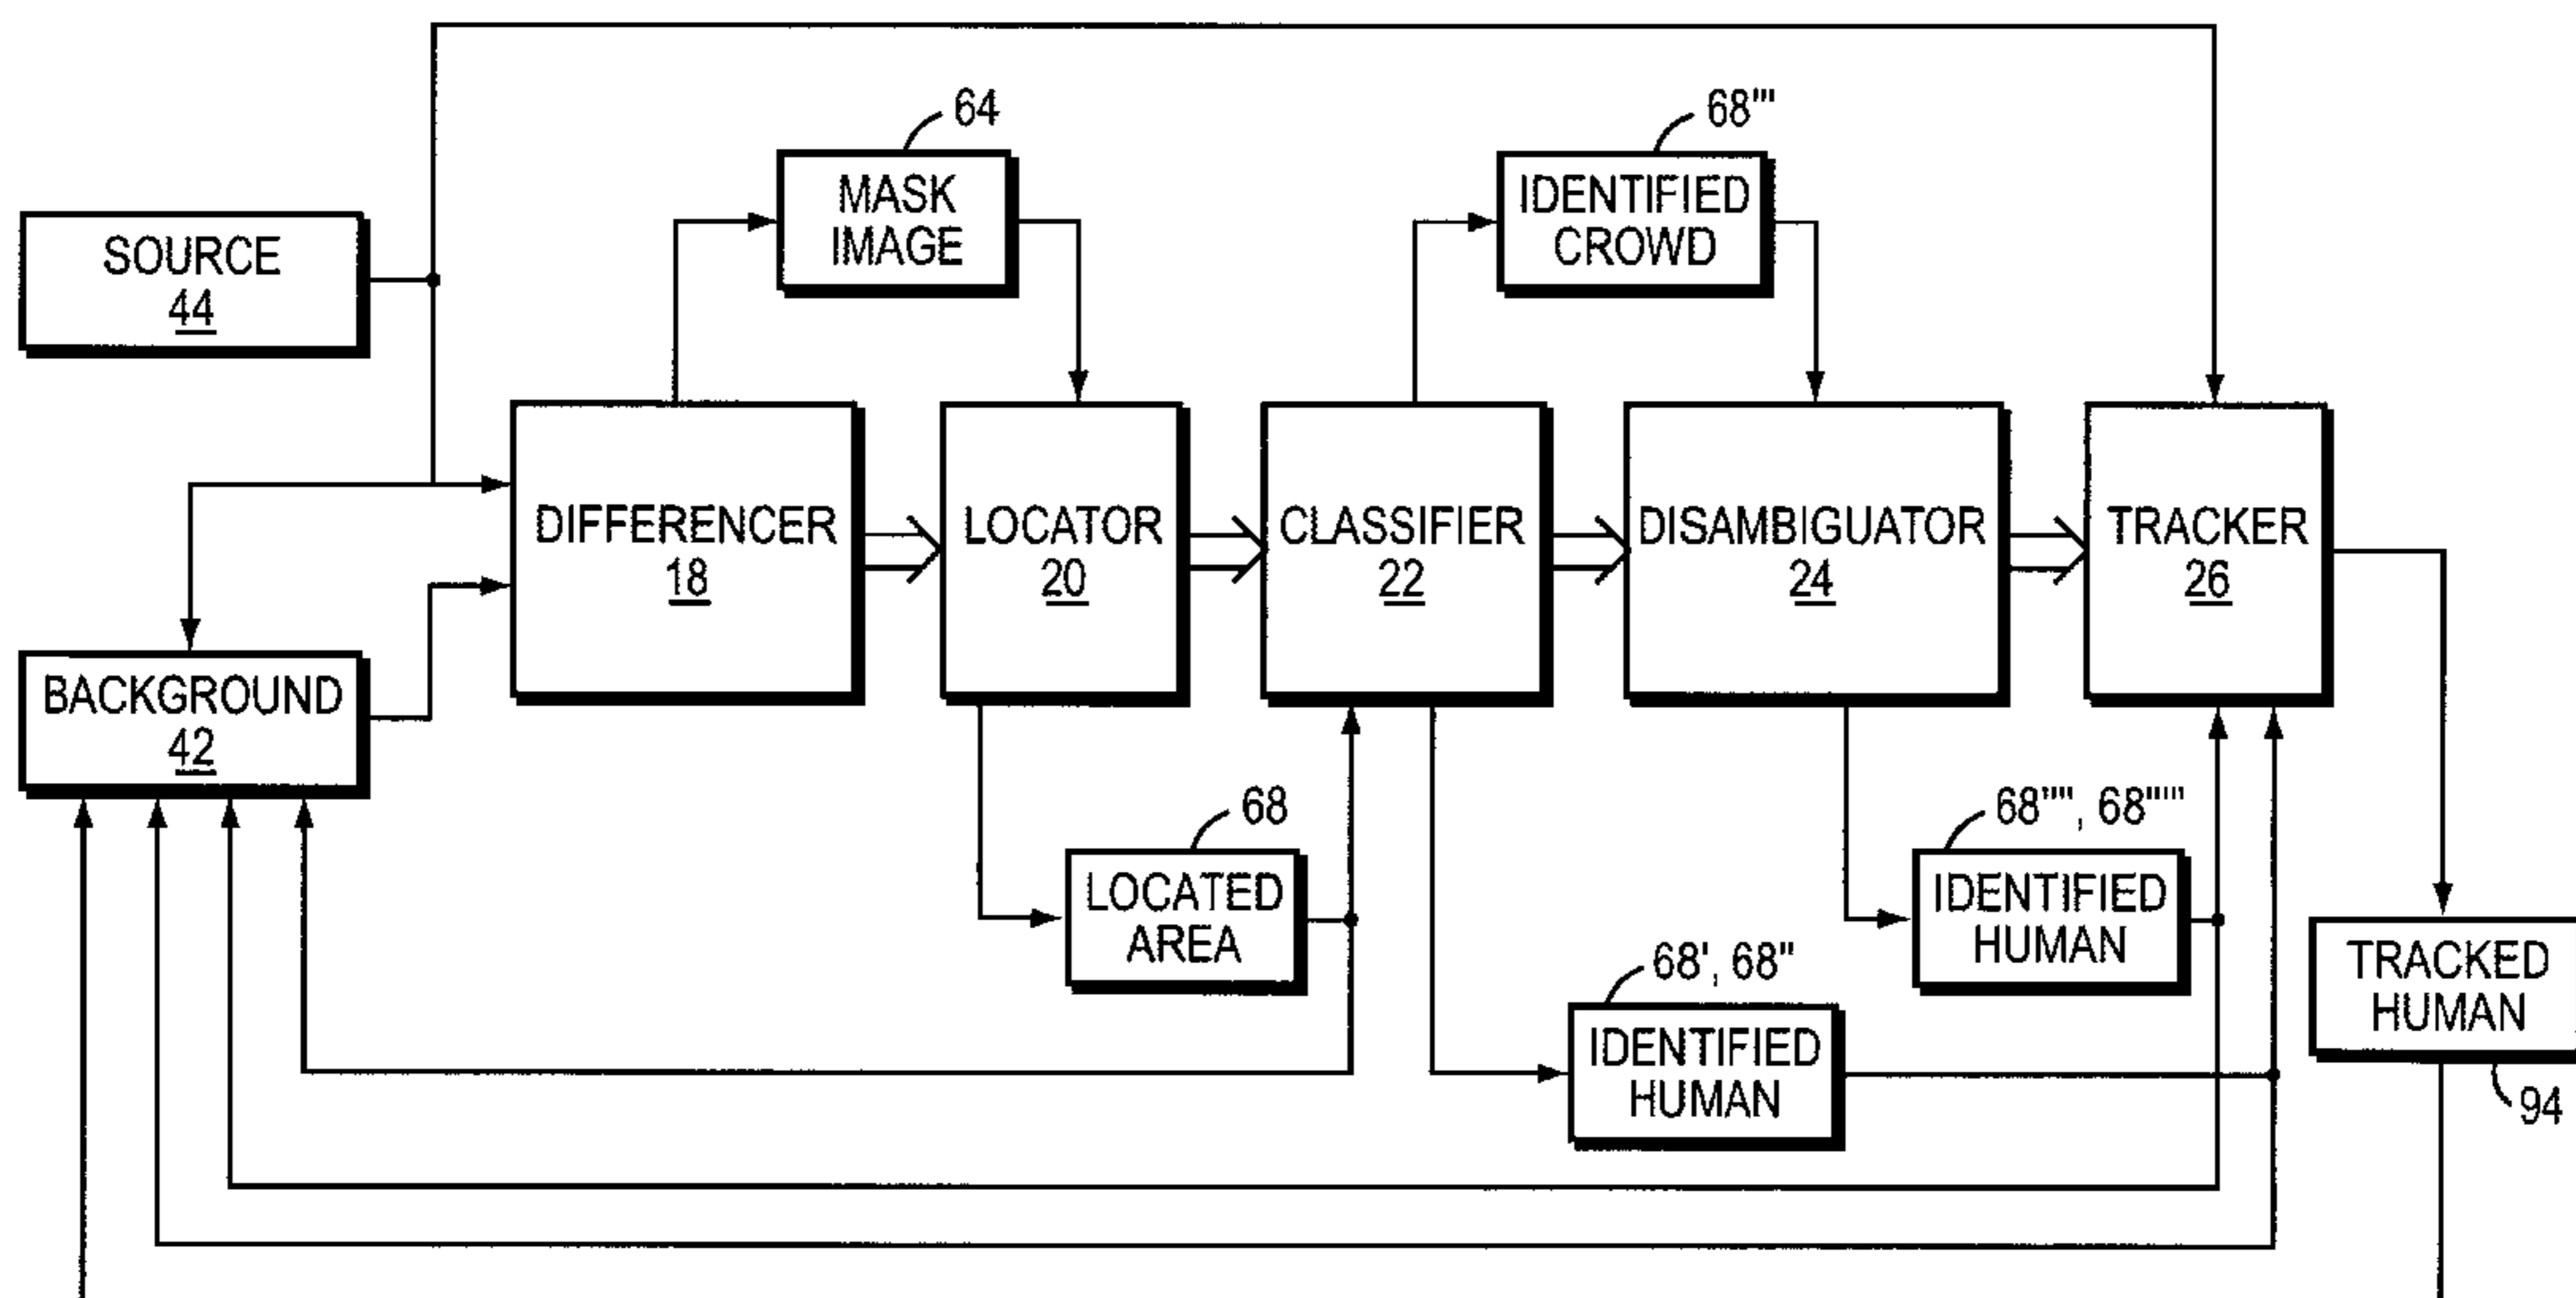 64
68'''
MASK
IMAGE
IDENTIFIED
CROWD
SOURCE
44
DIFFERENCER
18
LOCATOR
20
CLASSIFIER
22
DISAMBIGUATOR
24
TRACKER
26
BACKGROUND
42
68
68'''', 68'''''
LOCATED
AREA
IDENTIFIED
HUMAN
68', 68''
IDENTIFIED
HUMAN
TRACKED
HUMAN
94